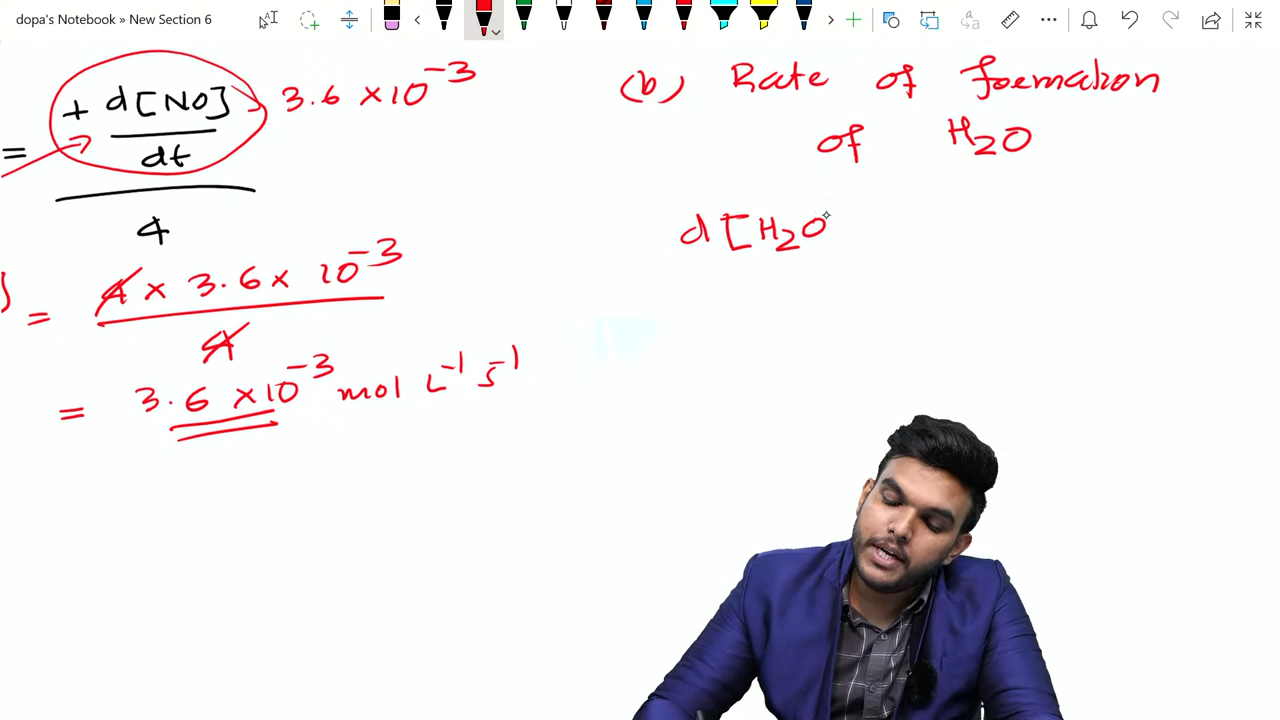 dopa's Notebook » New Section 6
+ d[NO]
dt
=
4
3.6 ×10⁻³
= 4 × 3.6 × 10⁻³
4
= 3.6 ×10⁻³ mol L⁻¹ S⁻¹
(b) Rate of formation
of H₂O
d [H₂O